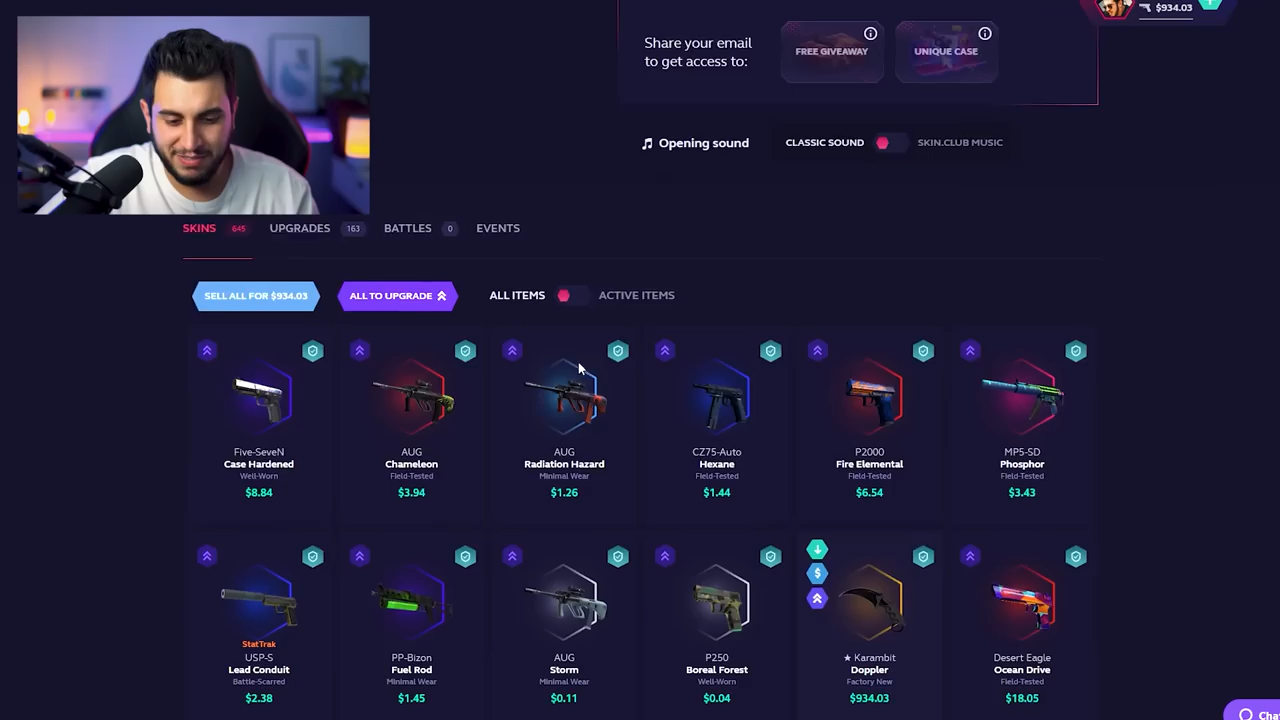 $934.03
Share your email
to get access to:
FREE GIVEAWAY
UNIQUE CASE
Opening sound
CLASSIC SOUND
SKIN.CLUB MUSIC
SKINS 645 UPGRADES 163 BATTLES 0 EVENTS
SELL ALL FOR $934.03
ALL TO UPGRADE
ALL ITEMS
ACTIVE ITEMS
Five-SeveN
Case Hardened
Well-Worn
$8.84
AUG
Chameleon
Field-Tested
$3.94
AUG
Radiation Hazard
Minimal Wear
$1.26
CZ75-Auto
Hexane
Field-Tested
$1.44
P2000
Fire Elemental
Field-Tested
$6.54
MP5-SD
Phosphor
Field-Tested
$3.43
StatTrak
USP-S
Lead Conduit
Battle-Scarred
$2.38
PP-Bizon
Fuel Rod
Minimal Wear
$1.45
AUG
Storm
Minimal Wear
$0.11
P250
Boreal Forest
Well-Worn
$0.04
$
★ Karambit
Doppler
Factory New
$934.03
Desert Eagle
Ocean Drive
Field-Tested
$18.05